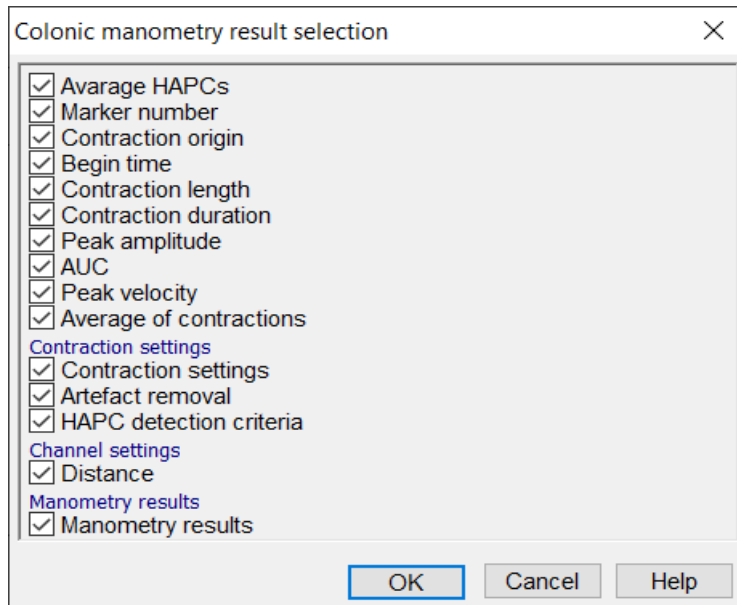 Colonic manometry result selection
Avarage HAPCs
Marker number
Contraction origin
Begin time
Contraction length
Contraction duration
Peak amplitude
AUC
Peak velocity
Average of contractions
Contraction settings
Contraction settings
Artefact removal
HAPC detection criteria
Channel settings
Distance
Manometry results
Manometry results
OK Cancel Help